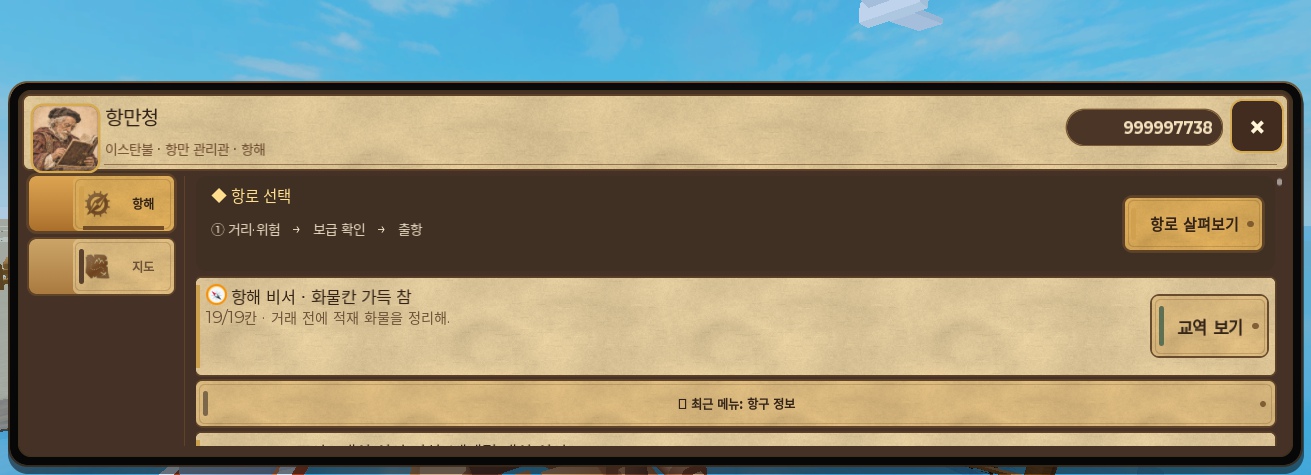 항만청
이스탄불 · 항만 관리관 · 항해
999997738
×
항해
지도
◆ 항로 선택
① 거리·위험 → 보급 확인 → 출항
항로 살펴보기
항해 비서 · 화물칸 가득 참
19/19칸 · 거래 전에 적재 화물을 정리해.
교역 보기
최근 메뉴: 항구 정보